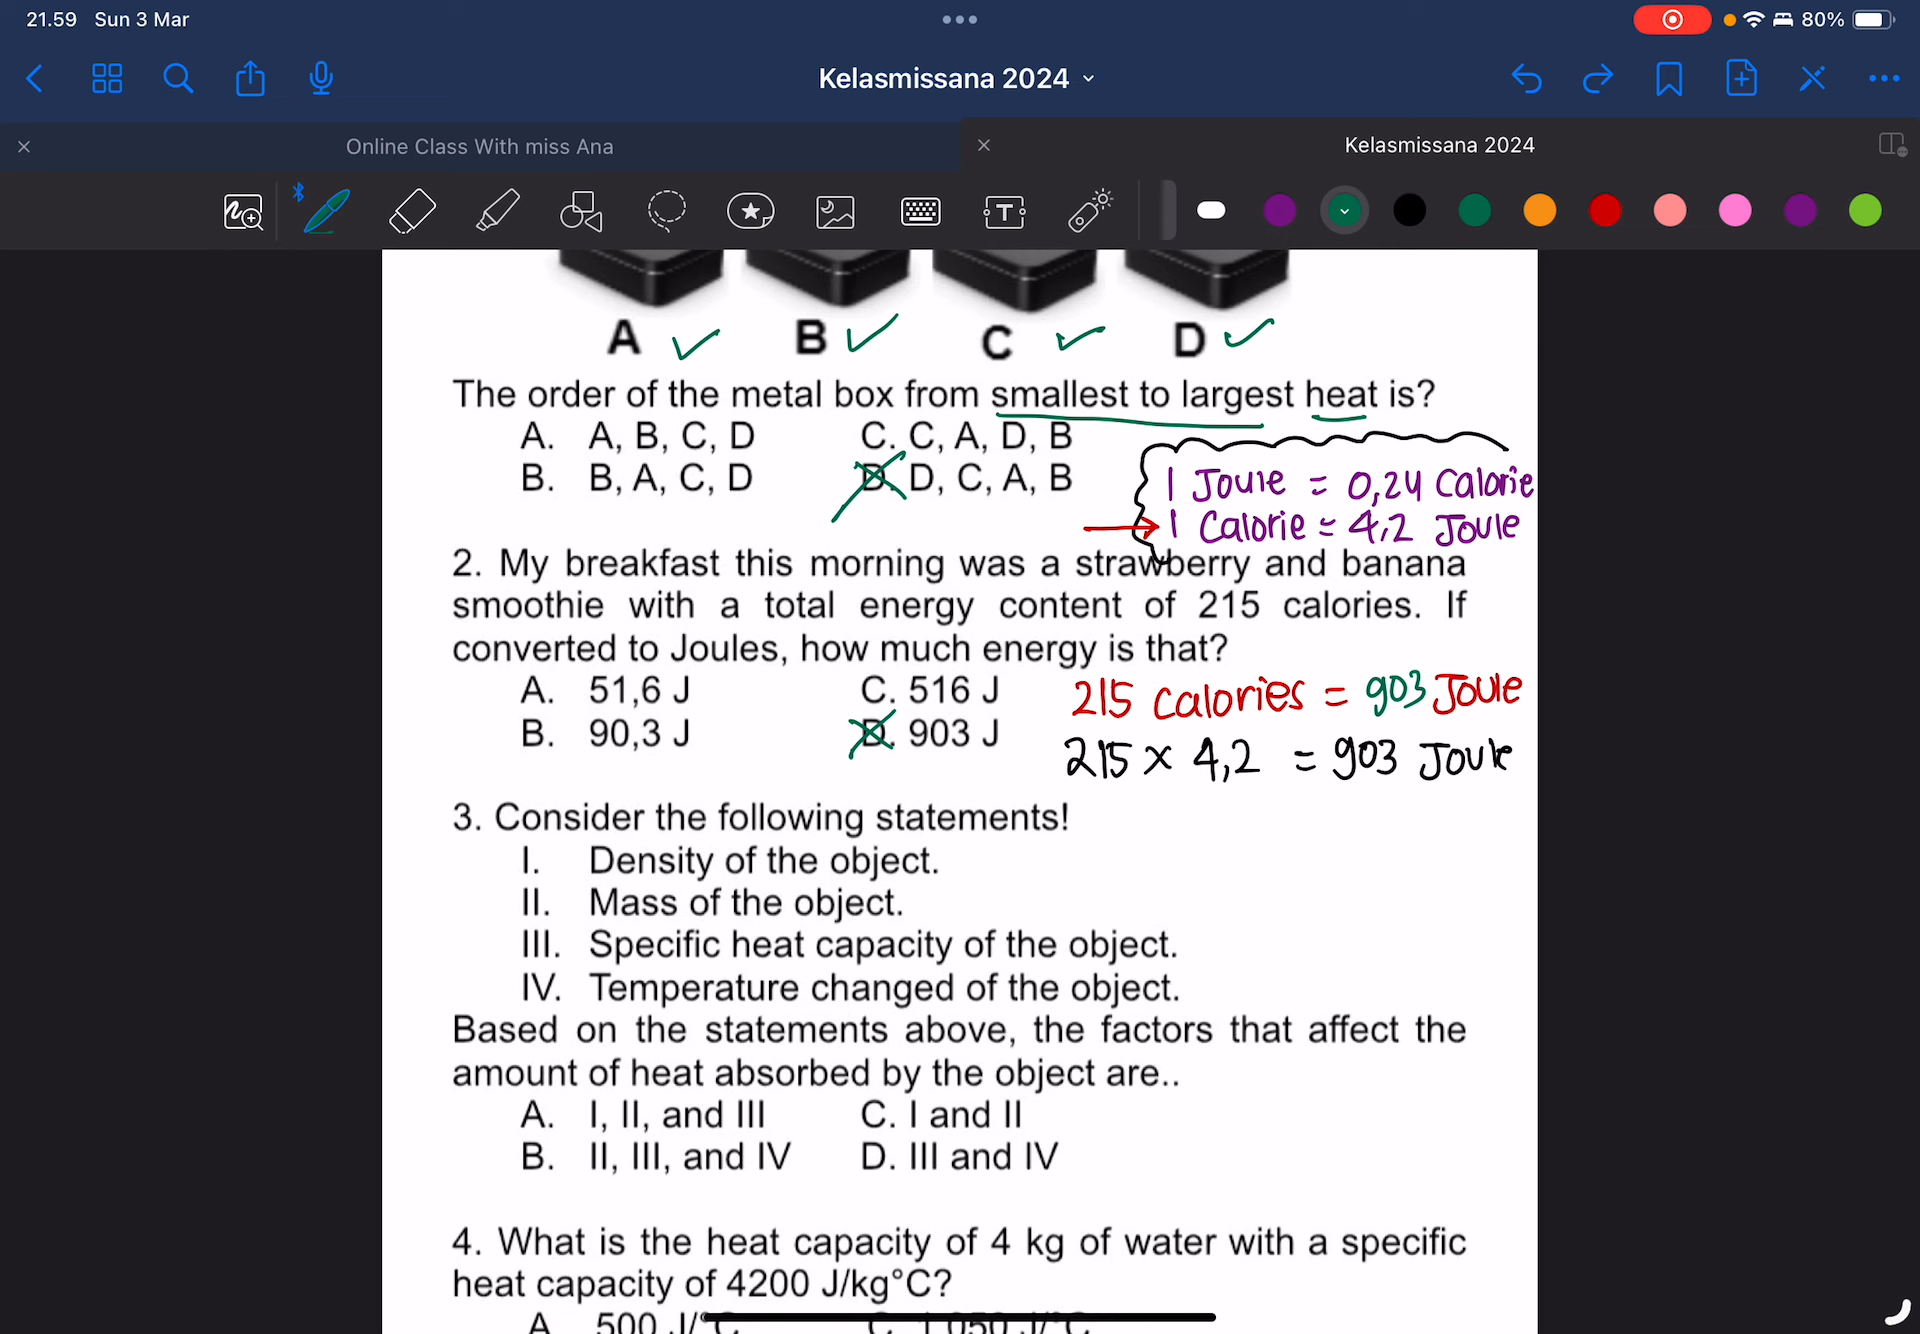 21.59 Sun 3 Mar
80%
Kelasmissana 2024
Online Class With miss Ana
Kelasmissana 2024
T
A
B
C
D
The order of the metal box from smallest to largest heat is?
A. A, B, C, D
C. C, A, D, B
B. B, A, C, D
D. D, C, A, B
1 Joule = 0,24 Calorie
1 Calorie = 4,2 Joule
2. My breakfast this morning was a strawberry and banana
smoothie with a total energy content of 215 calories. If
converted to Joules, how much energy is that?
A. 51,6 J
C. 516 J
B. 90,3 J
D. 903 J
215 calories = 903 Joule
215 x 4,2 = 903 Joule
3. Consider the following statements!
I. Density of the object.
II. Mass of the object.
III. Specific heat capacity of the object.
IV. Temperature changed of the object.
Based on the statements above, the factors that affect the
amount of heat absorbed by the object are..
A. I, II, and III
C. I and II
B. II, III, and IV
D. III and IV
4. What is the heat capacity of 4 kg of water with a specific
heat capacity of 4200 J/kg°C?
A. 500 J/°C
C. 1.050 J/°C